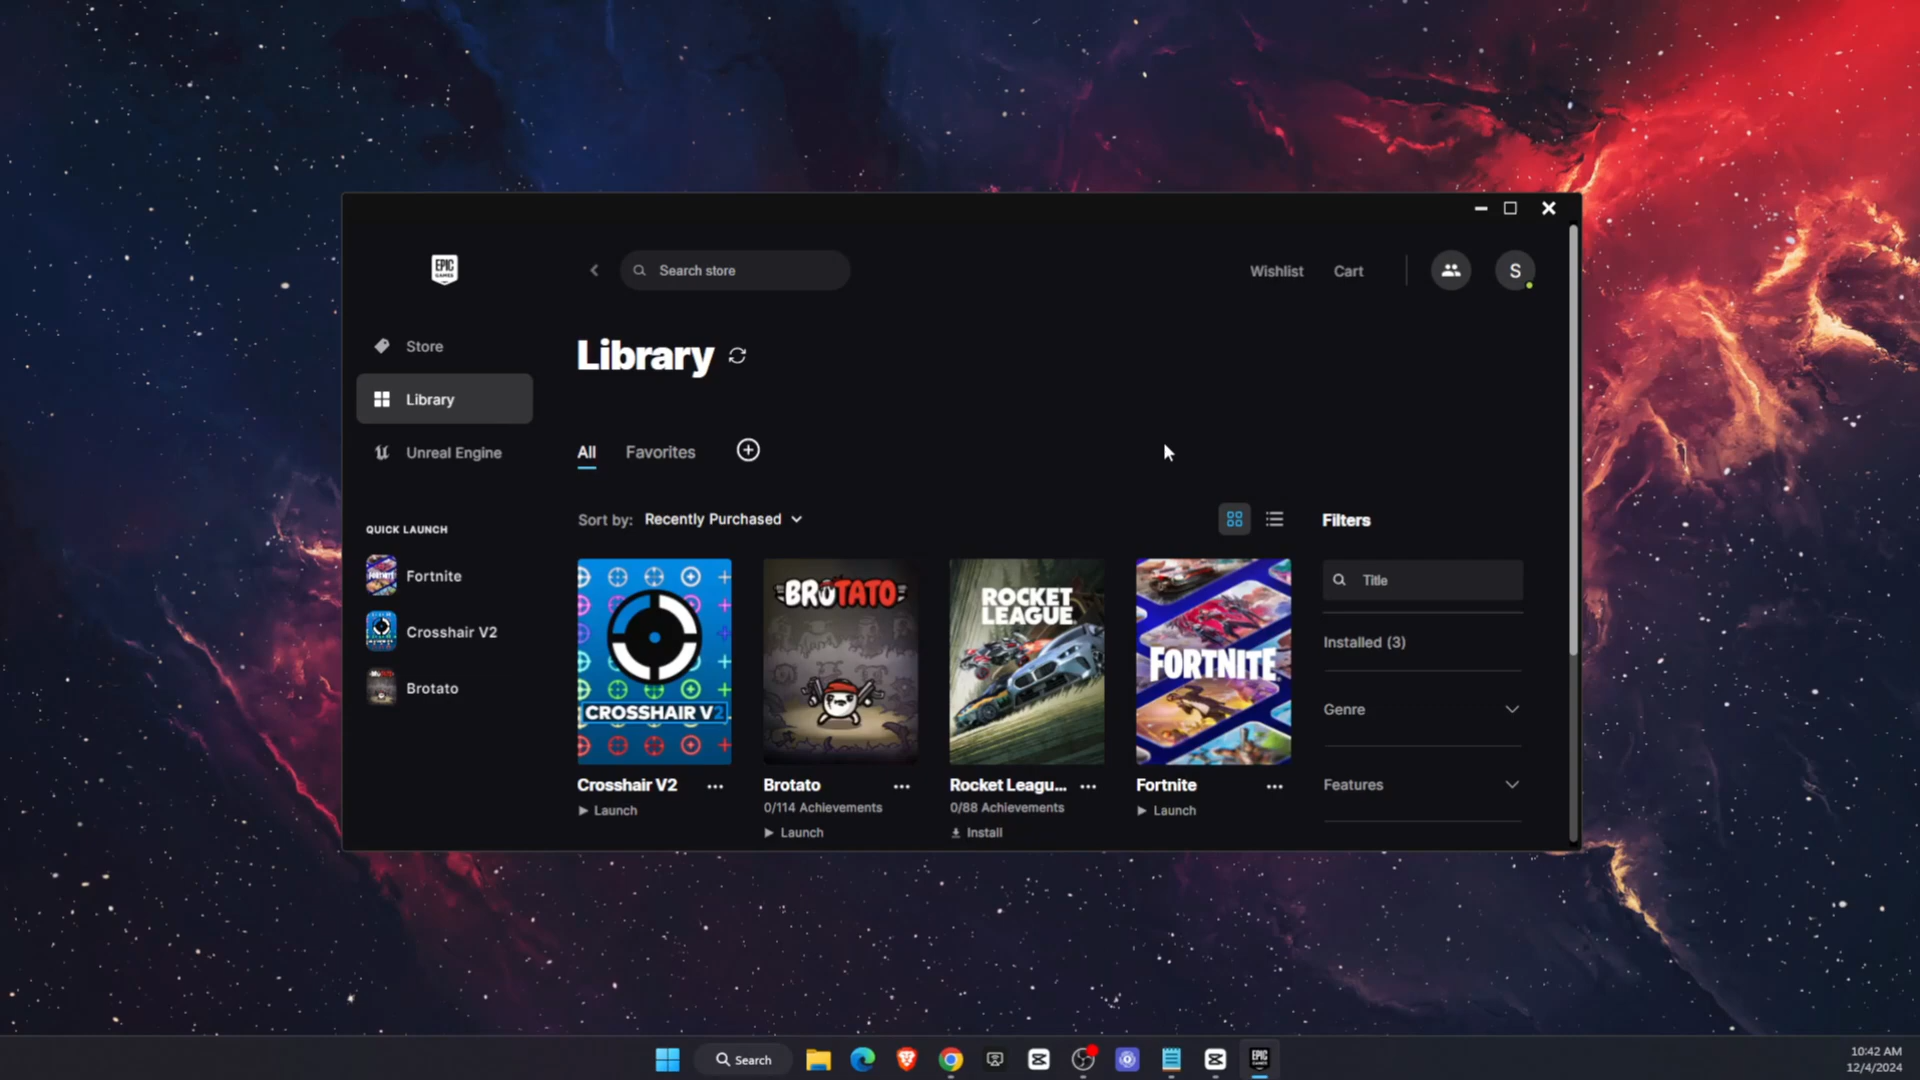 EPIC
GAMES
Search store
Wishlist
Cart
S
Store
Library
Unreal Engine
QUICK LAUNCH
Fortnite
Crosshair V2
Brotato
Library
All
Favorites
Sort by: Recently Purchased
CROSSHAIR V2
BROTATO
ROCKET
LEAGUE
FORTNITE
Crosshair V2
Launch
Brotato
0/114 Achievements
Launch
Rocket Leagu...
0/88 Achievements
Install
Fortnite
Launch
Filters
Title
Installed (3)
Genre
Features
Search
EPIC
GAMES
10:42 AM
12/4/2024